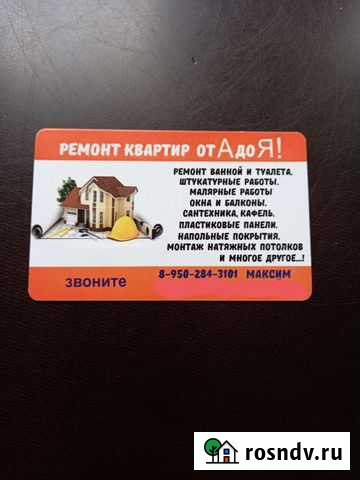 РЕМОНТ КВАРТИР ОТ А ДО Я!
РЕМОНТ ВАННОЙ И ТУАЛЕТА,
ШТУКАТУРНЫЕ РАБОТЫ.
МАЛЯРНЫЕ РАБОТЫ
ОКНА И БАЛКОНЫ.
САНТЕХНИКА, КАФЕЛЬ.
ПЛАСТИКОВЫЕ ПАНЕЛИ.
НАПОЛЬНЫЕ ПОКРЫТИЯ.
МОНТАЖ НАТЯЖНЫХ ПОТОЛКОВ
И МНОГОЕ ДРУГОЕ...!
звоните 8-950-284-3101 МАКСИМ
rosndv.ru